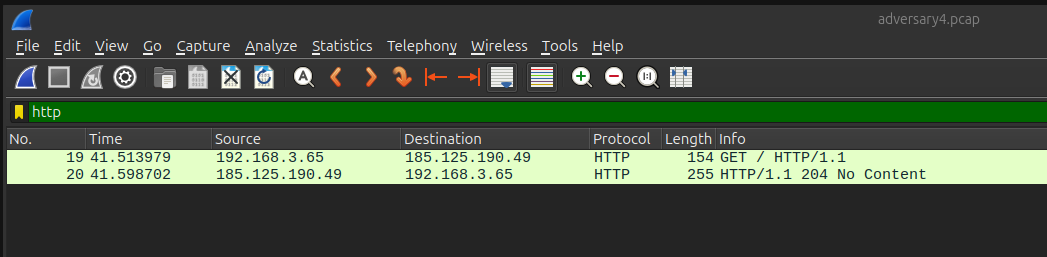 adversary4.pcap
File Edit View Go Capture Analyze Statistics Telephony Wireless Tools Help
http
No. Time Source Destination Protocol Length Info
19 41.513979 192.168.3.65 185.125.190.49 HTTP 154 GET / HTTP/1.1
20 41.598702 185.125.190.49 192.168.3.65 HTTP 255 HTTP/1.1 204 No Content